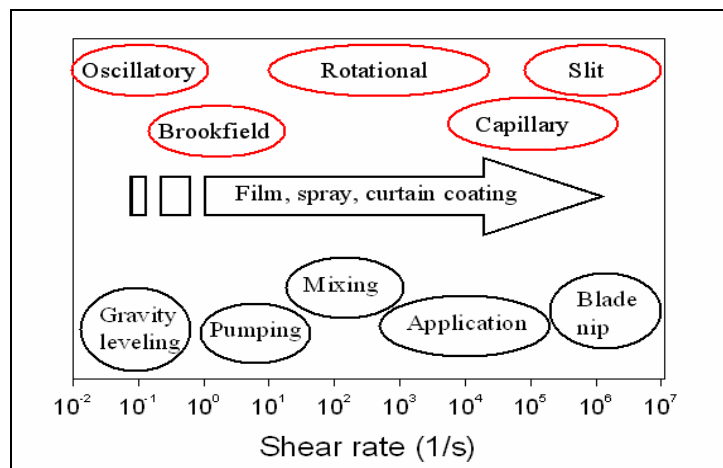 Oscillatory
Rotational
Slit
Brookfield
Capillary
Film, spray, curtain coating
Mixing
Gravity
leveling
Pumping
Application
Blade
nip
10-2 10-1 100 101 102 103 104 105 106 107
Shear rate (1/s)